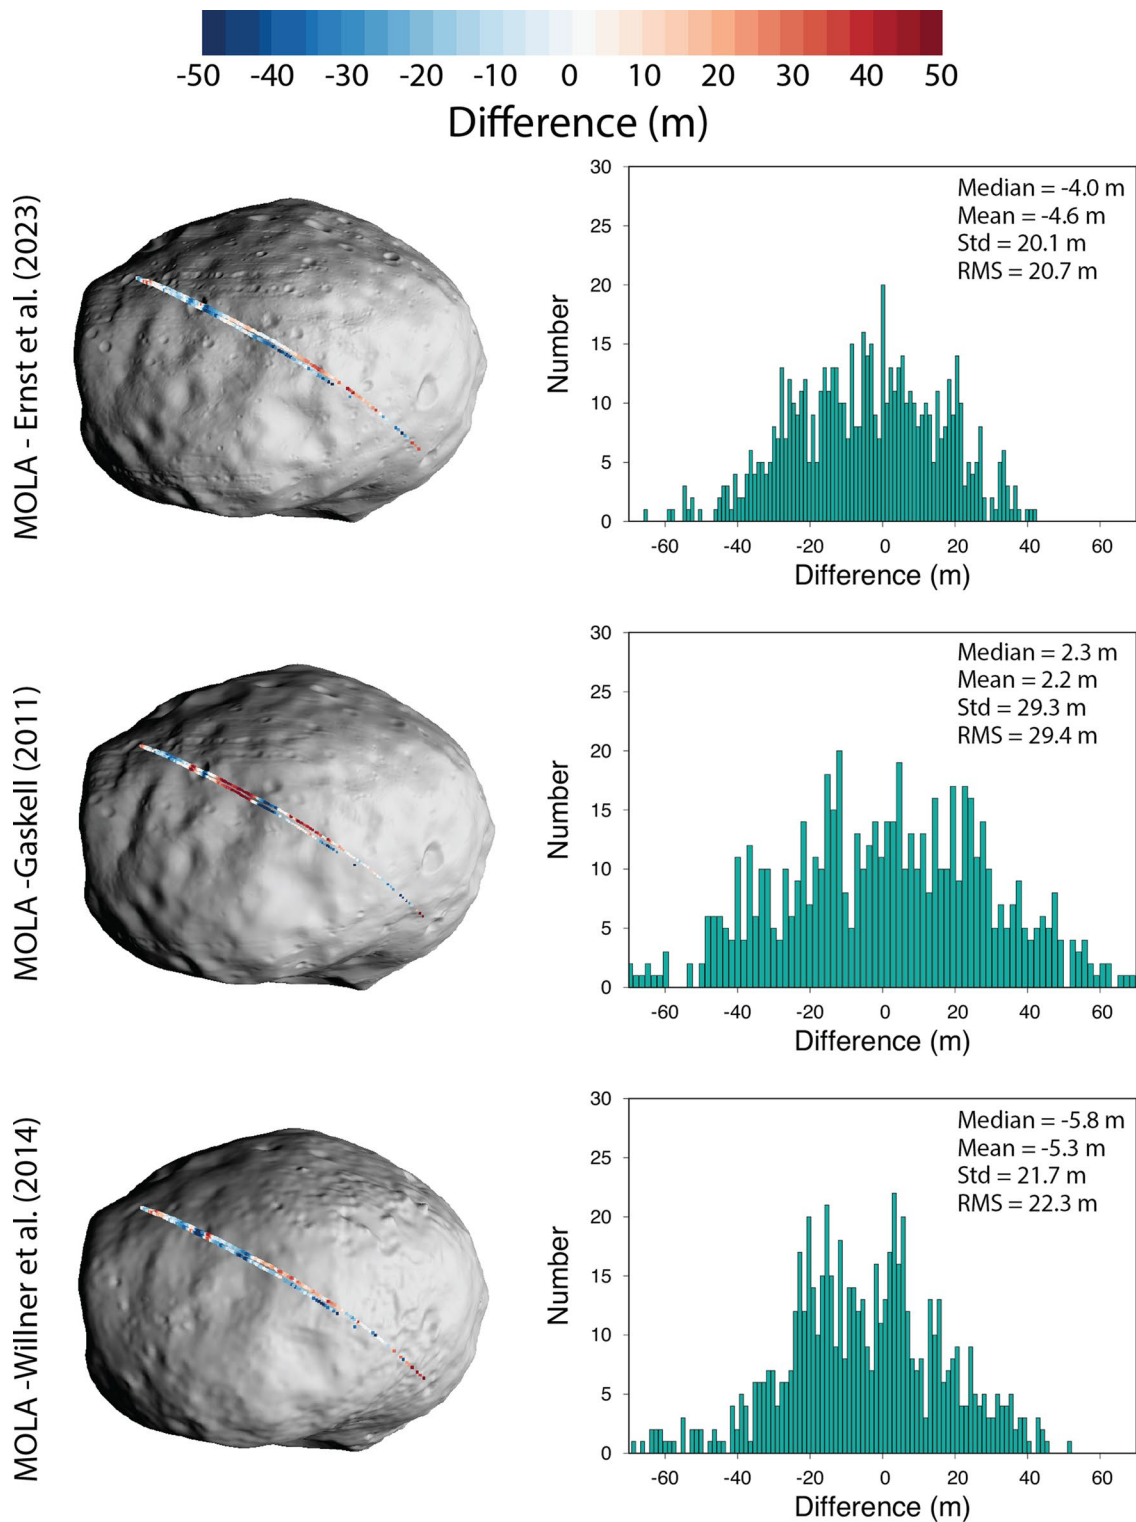 -50 -40 -30 -20 -10 0 10 20 30 40 50
Difference (m)
MOLA - Ernst et al. (2023)
30
25
20
15
10
5
0
Number
Median = -4.0 m
Mean = -4.6 m
Std = 20.1 m
RMS = 20.7 m
-60 -40 -20 0 20 40 60
Difference (m)
MOLA -Gaskell (2011)
30
25
20
15
10
5
0
Number
Median = 2.3 m
Mean = 2.2 m
Std = 29.3 m
RMS = 29.4 m
-60 -40 -20 0 20 40 60
Difference (m)
MOLA -Willner et al. (2014)
30
25
20
15
10
5
0
Number
Median = -5.8 m
Mean = -5.3 m
Std = 21.7 m
RMS = 22.3 m
-60 -40 -20 0 20 40 60
Difference (m)